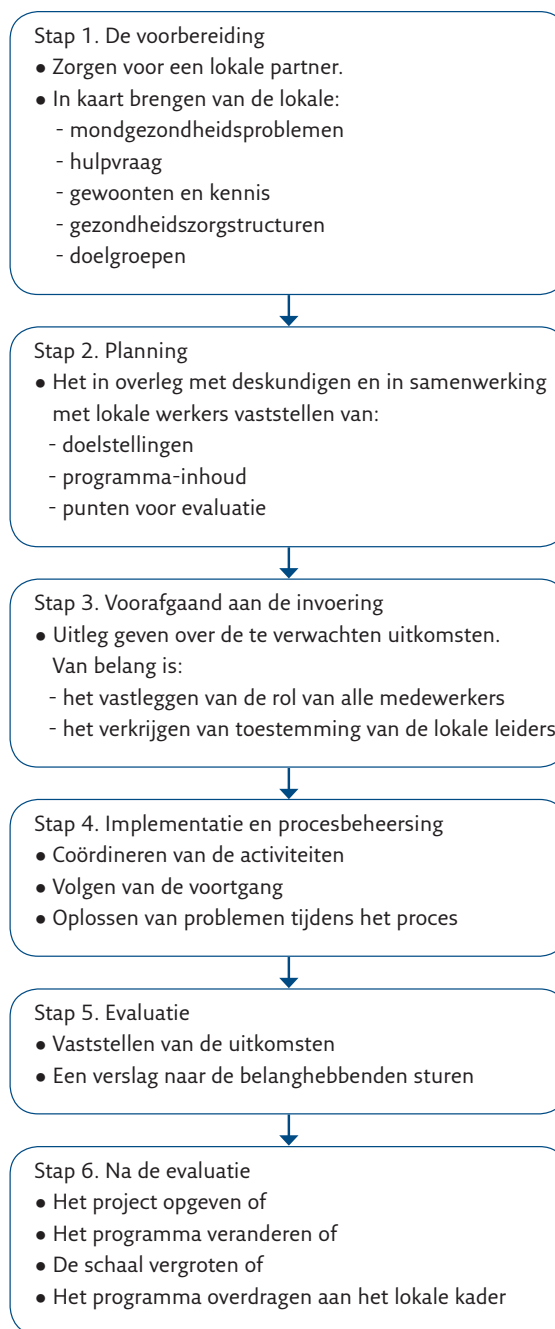 Stap 1. De voorbereiding
● Zorgen voor een lokale partner.
● In kaart brengen van de lokale:
- mondgezondheidsproblemen
- hulpvraag
- gewoonten en kennis
- gezondheidszorgstructuren
- doelgroepen
Stap 2. Planning
● Het in overleg met deskundigen en in samenwerking
met lokale werkers vaststellen van:
- doelstellingen
- programma-inhoud
- punten voor evaluatie
Stap 3. Voorafgaand aan de invoering
● Uitleg geven over de te verwachten uitkomsten.
Van belang is:
- het vastleggen van de rol van alle medewerkers
- het verkrijgen van toestemming van de lokale leiders
Stap 4. Implementatie en procesbeheersing
● Coördineren van de activiteiten
● Volgen van de voortgang
● Oplossen van problemen tijdens het proces
Stap 5. Evaluatie
● Vaststellen van de uitkomsten
● Een verslag naar de belanghebbenden sturen
Stap 6. Na de evaluatie
● Het project opgeven of
● Het programma veranderen of
● De schaal vergroten of
● Het programma overdragen aan het lokale kader